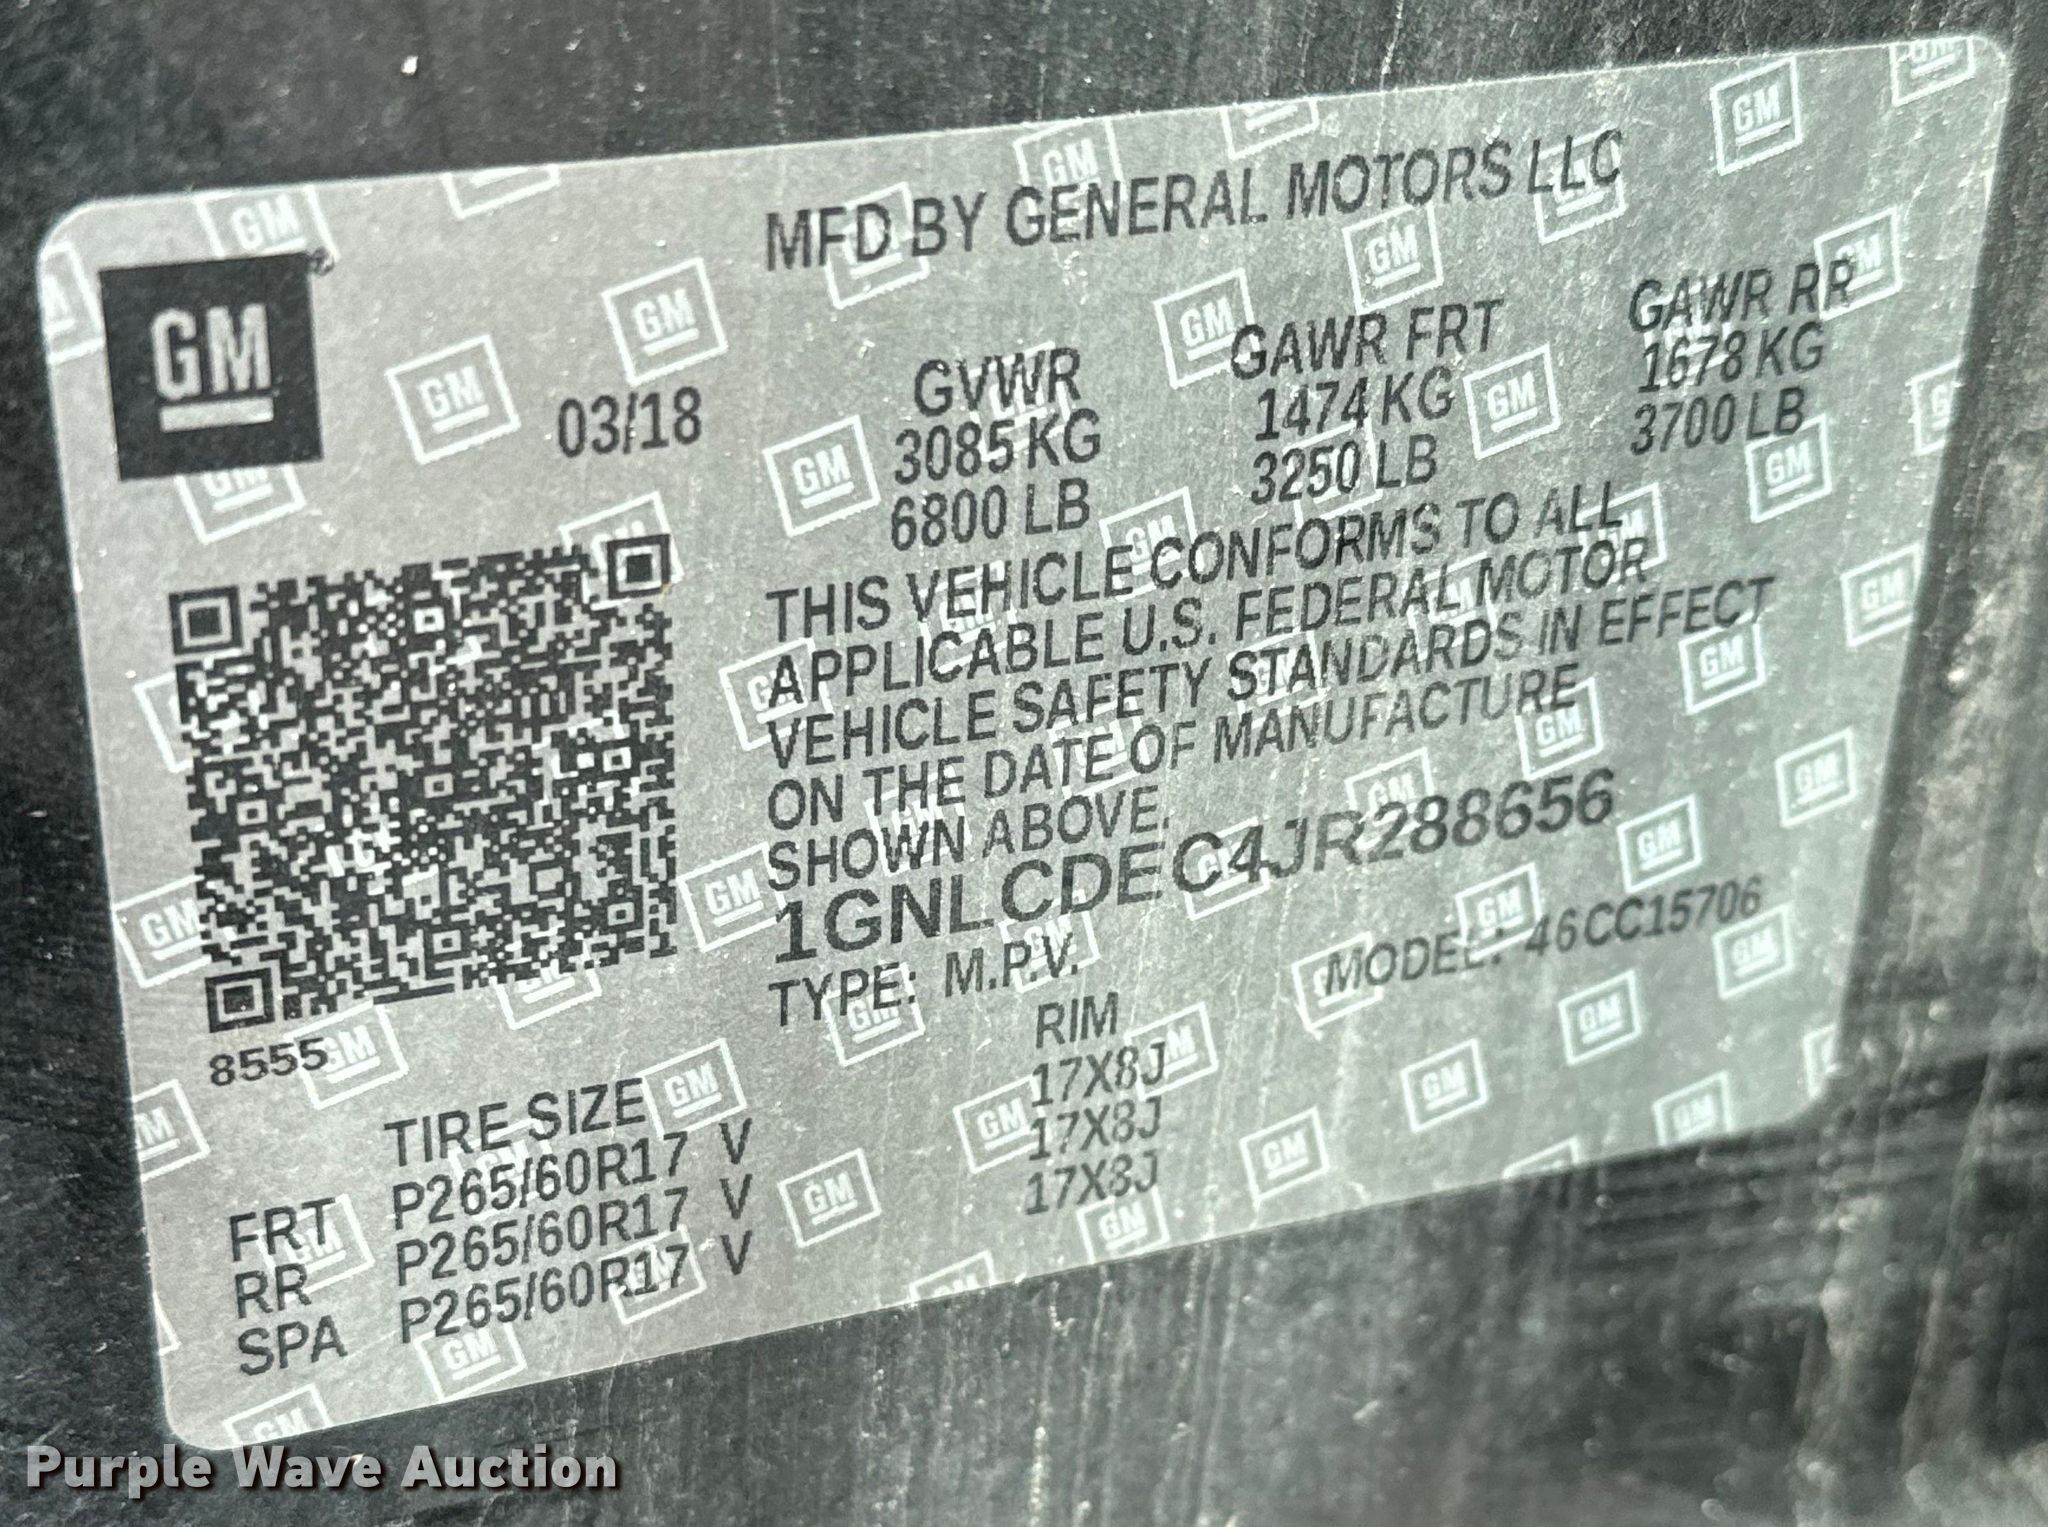 MFD BY GENERAL MOTORS LLC
GM
03/18
GVWR GAWR FRT GAWR RR
3085 KG 1474 KG 1678 KG
6800 LB 3250 LB 3700 LB
THIS VEHICLE CONFORMS TO ALL
APPLICABLE U.S. FEDERAL MOTOR
VEHICLE SAFETY STANDARDS IN EFFECT
ON THE DATE OF MANUFACTURE
SHOWN ABOVE.
1GNLCDEC4JR288656
TYPE: M.P.V. MODEL: 46CC15706
8555
TIRE SIZE RIM
FRT P265/60R17 V 17X8J
RR P265/60R17 V 17X8J
SPA P265/60R17 V 17X8J
Purple Wave Auction